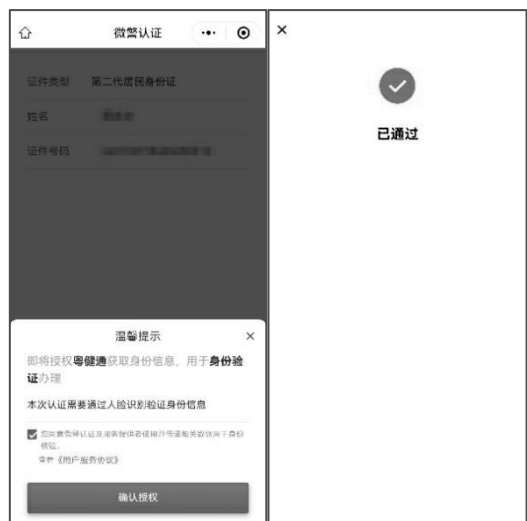 微警认证
证件类型 第二代居民身份证
姓名
证件号码
温馨提示
即将授权粤健通获取身份信息，用于身份验
证办理
本次认证需要通过人脸识别验证身份信息
查看《用户服务协议》
确认授权
已通过